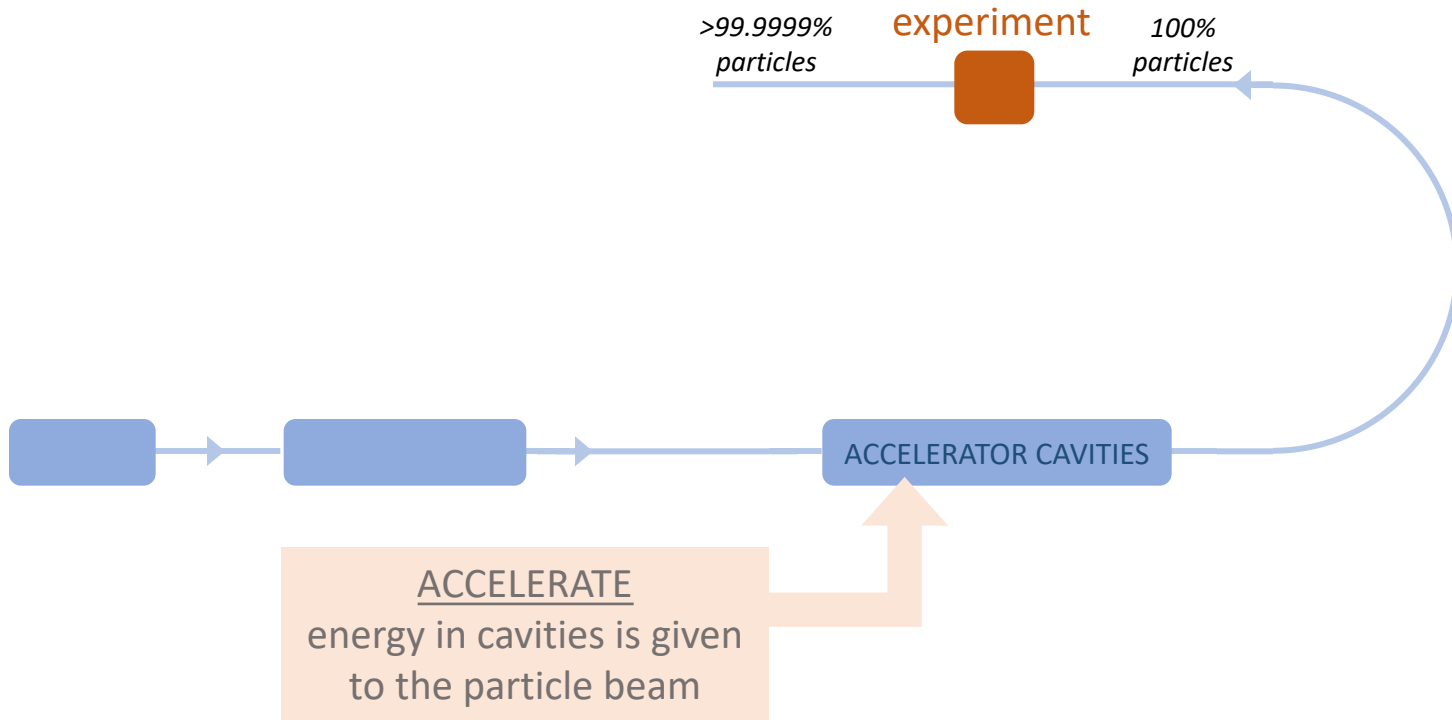 >99.9999%
particles
experiment
100%
particles
ACCELERATOR CAVITIES
ACCELERATE
energy in cavities is given
to the particle beam